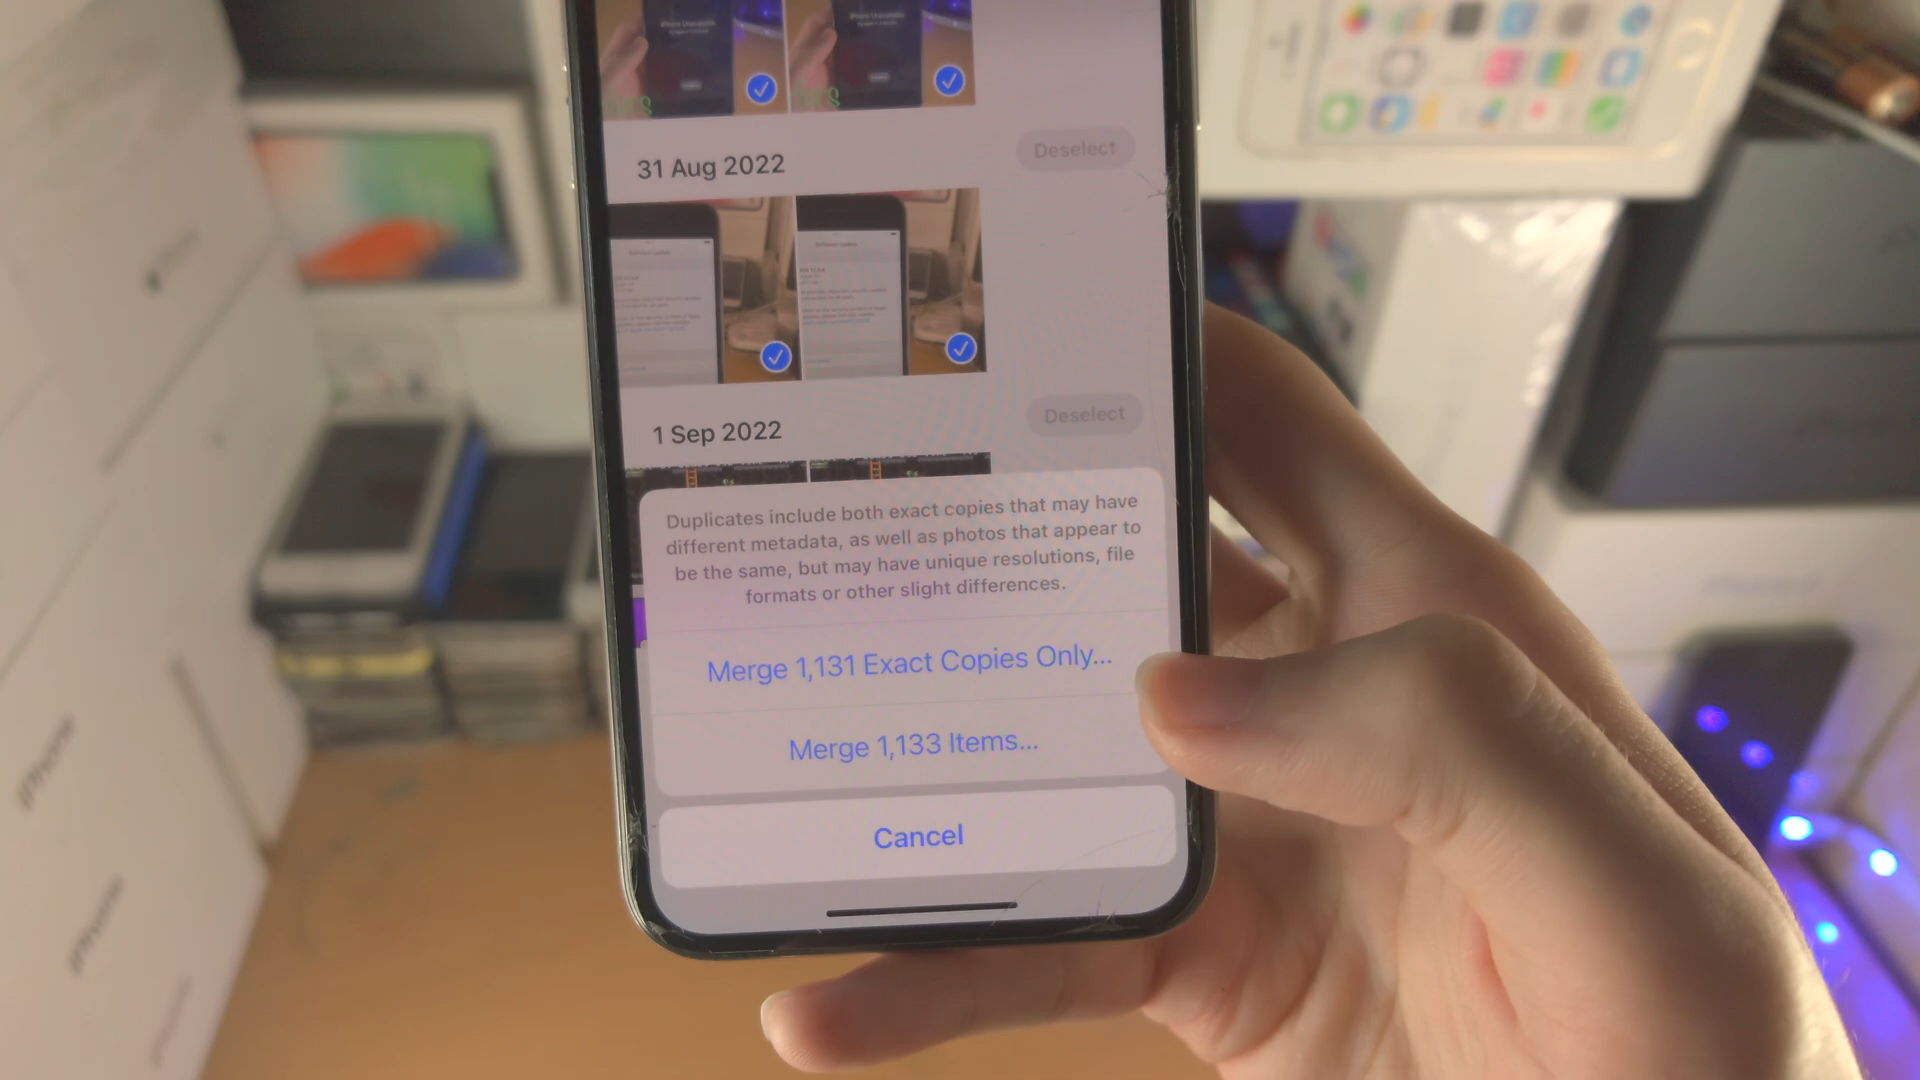 31 Aug 2022
Deselect
1 Sep 2022
Deselect
Duplicates include both exact copies that may have
different metadata, as well as photos that appear to
be the same, but may have unique resolutions, file
formats or other slight differences.
Merge 1,131 Exact Copies Only...
Merge 1,133 Items...
Cancel
iPhone
iPhone